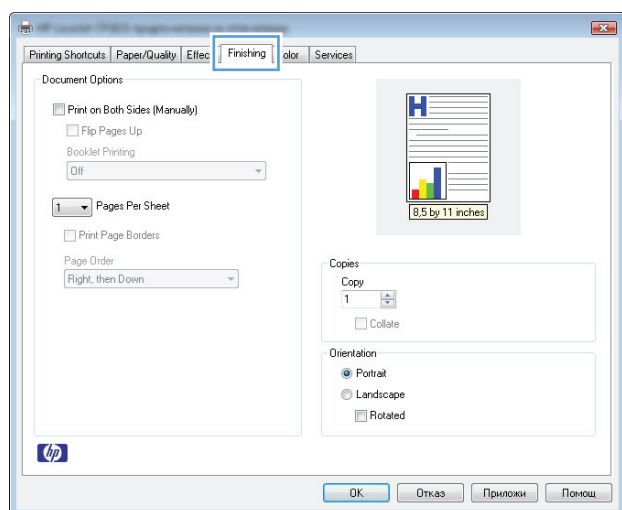 Printing Shortcuts Paper/Quality Effec Finishing olor Services
Document Options
Print on Both Sides (Manually)
Flip Pages Up
Booklet Printing
Off
1 Pages Per Sheet
Print Page Borders
Page Order
Right, then Down
H
8,5 by 11 inches
Copies
Copy
1
Collate
Orientation
Portrait
Landscape
Rotated
hp
OK Отказ Приложи Помощ